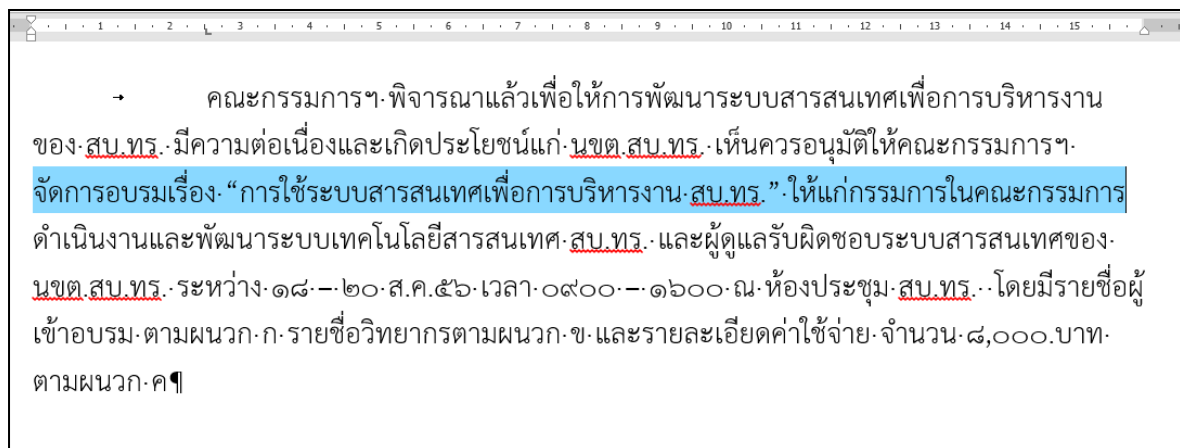 1 2 3 4 5 6 7 8 9 10 11 12 13 14 15
คณะกรรมการฯ พิจารณาแล้วเพื่อให้การพัฒนาระบบสารสนเทศเพื่อการบริหารงาน
ของ สบ.ทร. มีความต่อเนื่องและเกิดประโยชน์แก่ นขต.สบ.ทร. เห็นควรอนุมัติให้คณะกรรมการฯ
จัดการอบรมเรื่อง “การใช้ระบบสารสนเทศเพื่อการบริหารงาน สบ.ทร.” ให้แก่กรรมการในคณะกรรมการ
ดำเนินงานและพัฒนาระบบเทคโนโลยีสารสนเทศ สบ.ทร. และผู้ดูแลรับผิดชอบระบบสารสนเทศของ
นขต.สบ.ทร. ระหว่าง ๑๘ – ๒๐ ส.ค.๕๖ เวลา ๐๙๐๐ – ๑๖๐๐ ณ ห้องประชุม สบ.ทร.  โดยมีรายชื่อผู้
เข้าอบรม ตามผนวก ก รายชื่อวิทยากรตามผนวก ข และรายละเอียดค่าใช้จ่าย จำนวน ๘,๐๐๐.บาท
ตามผนวก ค¶